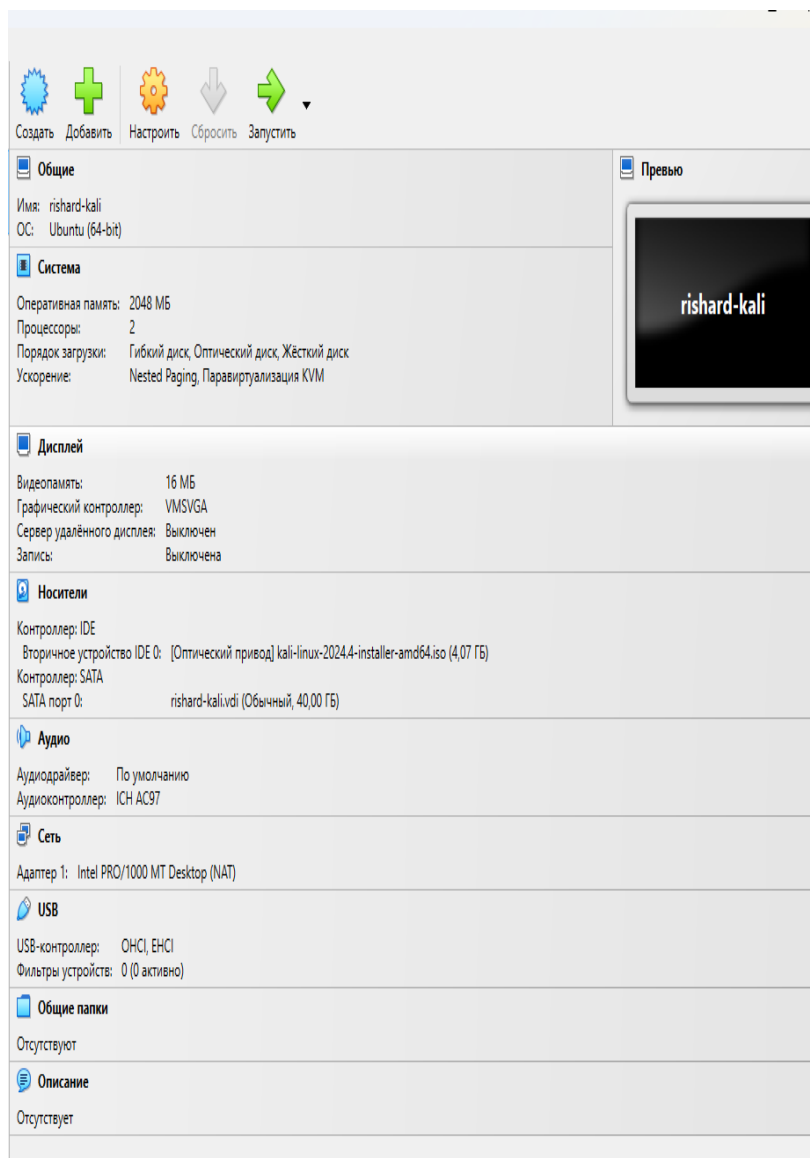 Создать Добавить Настроить Сбросить Запустить
Общие
Имя: rishard-kali
ОС: Ubuntu (64-bit)
Превью
rishard-kali
Система
Оперативная память: 2048 МБ
Процессоры: 2
Порядок загрузки: Гибкий диск, Оптический диск, Жёсткий диск
Ускорение: Nested Paging, Паравиртуализация KVM
Дисплей
Видеопамять: 16 МБ
Графический контроллер: VMSVGA
Сервер удалённого дисплея: Выключен
Запись: Выключена
Носители
Контроллер: IDE
Вторичное устройство IDE 0: [Оптический привод] kali-linux-2024.4-installer-amd64.iso (4,07 ГБ)
Контроллер: SATA
SATA порт 0: rishard-kali.vdi (Обычный, 40,00 ГБ)
Аудио
Аудиодрайвер: По умолчанию
Аудиоконтроллер: ICH AC97
Сеть
Адаптер 1: Intel PRO/1000 MT Desktop (NAT)
USB
USB-контроллер: OHCI, EHCI
Фильтры устройств: 0 (0 активно)
Общие папки
Отсутствуют
Описание
Отсутствует